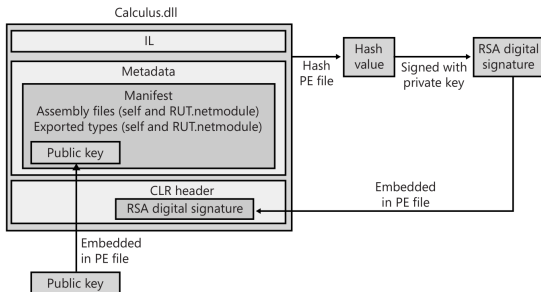 Calculus.dll
IL
Metadata
Manifest
Assembly files (self and RUT.netmodule)
Exported types (self and RUT.netmodule)
Public key
CLR header
RSA digital signature
Hash
PE file
Hash
value
Signed with
private key
RSA digital
signature
Embedded
in PE file
Embedded
in PE file
Public key